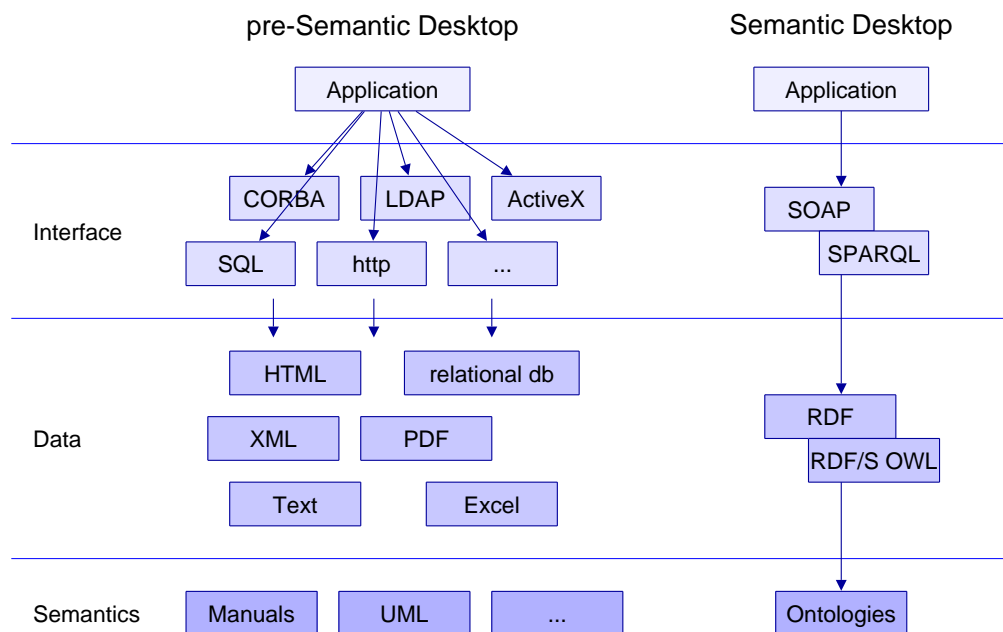 pre-Semantic Desktop
Semantic Desktop
Application
Application
Interface
CORBA
LDAP
ActiveX
SOAP
SQL
http
...
SPARQL
Data
HTML
relational db
XML
PDF
RDF
RDF/S OWL
Text
Excel
Semantics
Manuals
UML
...
Ontologies